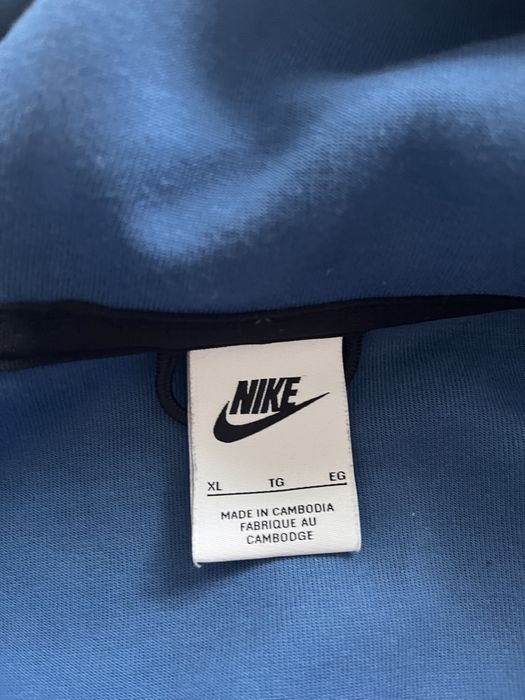 NIKE
XL TG EG
MADE IN CAMBODIA
FABRIQUE AU
CAMBODGE